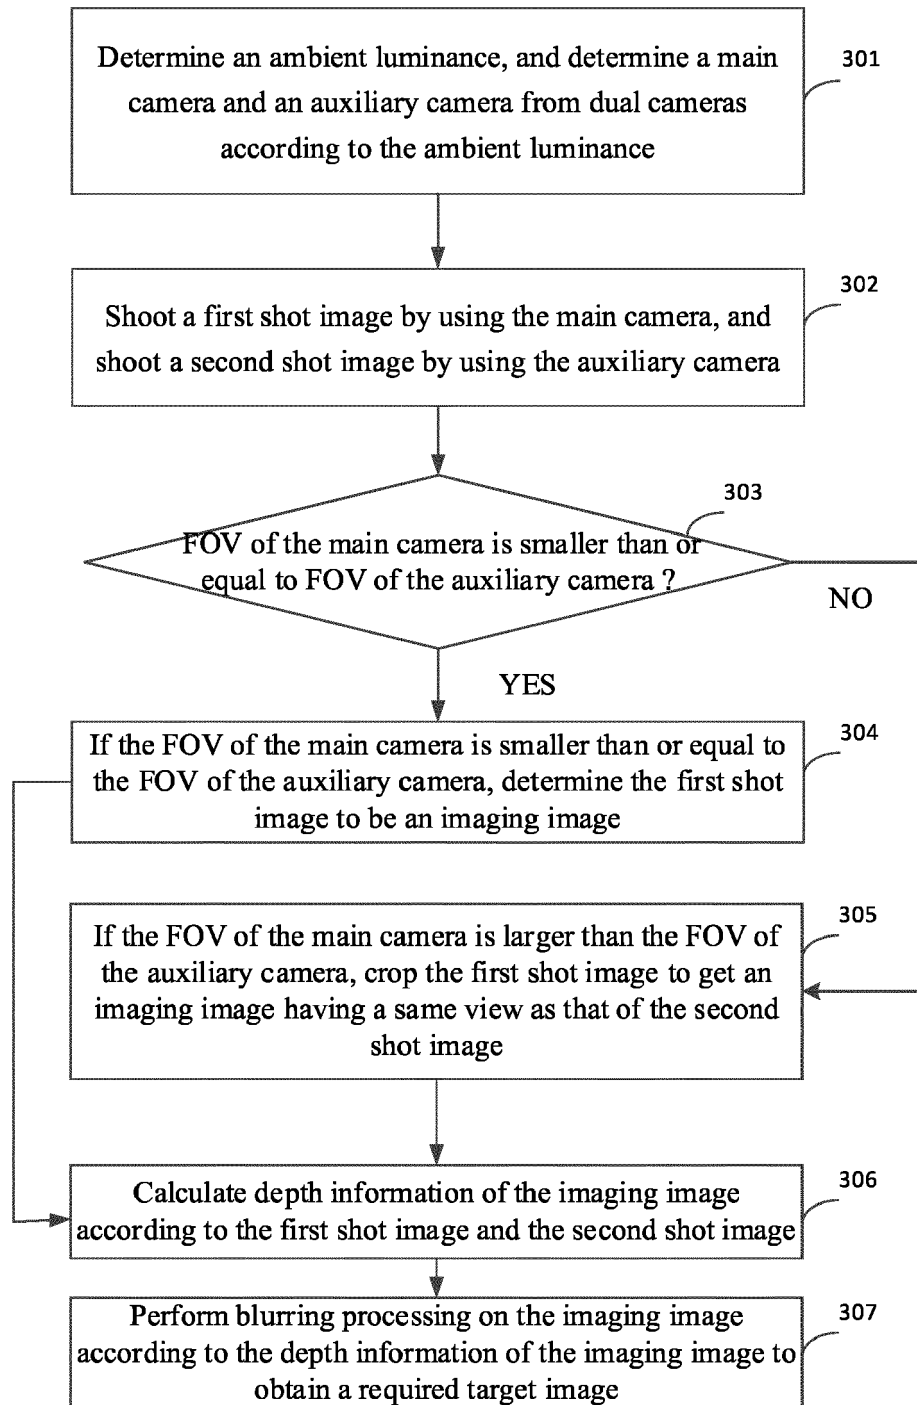 Determine an ambient luminance, and determine a main
camera and an auxiliary camera from dual cameras
according to the ambient luminance
301
Shoot a first shot image by using the main camera, and
shoot a second shot image by using the auxiliary camera
302
303
FOV of the main camera is smaller than or
equal to FOV of the auxiliary camera ?
NO
YES
If the FOV of the main camera is smaller than or equal to
the FOV of the auxiliary camera, determine the first shot
image to be an imaging image
304
If the FOV of the main camera is larger than the FOV of
the auxiliary camera, crop the first shot image to get an
imaging image having a same view as that of the second
shot image
305
Calculate depth information of the imaging image
according to the first shot image and the second shot image
306
Perform blurring processing on the imaging image
according to the depth information of the imaging image to
obtain a required target image
307